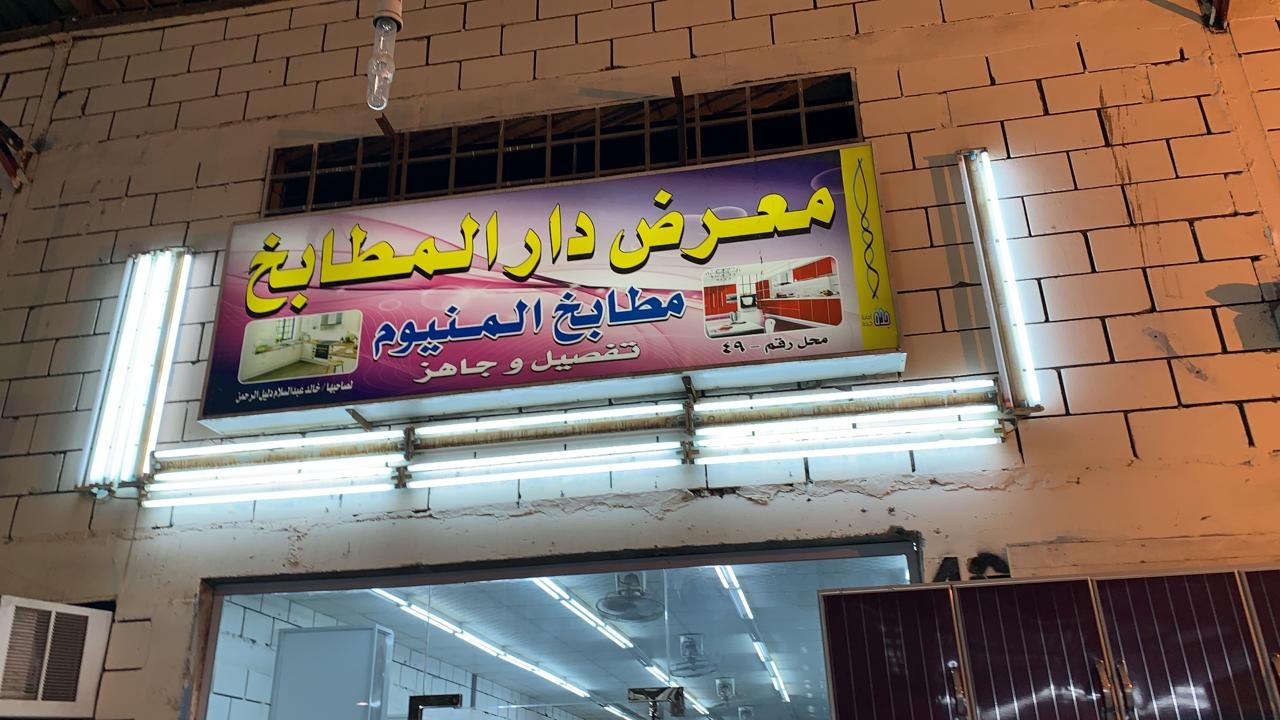 معرض دار المطابخ
مطابخ المنيوم
تفصيل و جاهز
محل رقم - ٤٩
لصاحبها / خالد عبدالسلام دليل الرحمن